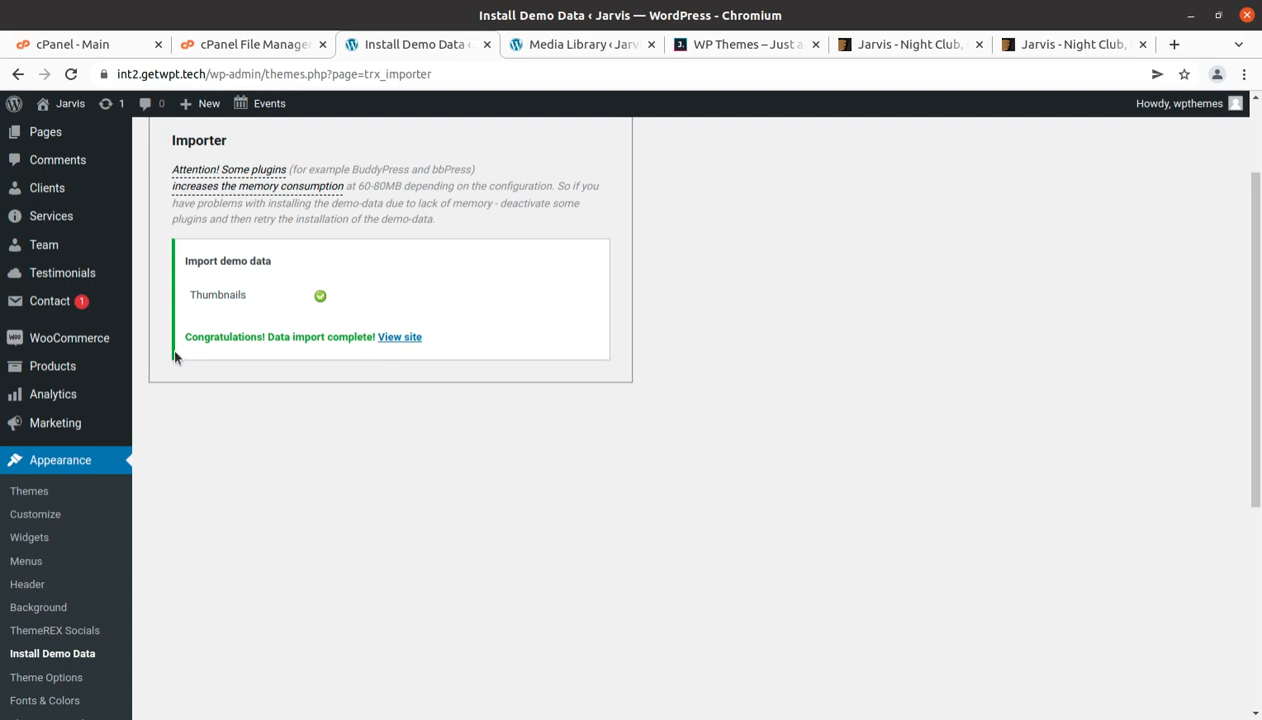 Install Demo Data ‹ Jarvis — WordPress - Chromium
cPanel - Main
cPanel File Manager
Install Demo Data ‹
Media Library ‹ Jarv
WP Themes – Just a
Jarvis - Night Club,
Jarvis - Night Club,
int2.getwpt.tech/wp-admin/themes.php?page=trx_importer
Jarvis
1
0
New
Events
Howdy, wpthemes
Pages
Comments
Clients
Services
Team
Testimonials
Contact 1
WooCommerce
Products
Analytics
Marketing
Appearance
Themes
Customize
Widgets
Menus
Header
Background
ThemeREX Socials
Install Demo Data
Theme Options
Fonts & Colors
Importer
Attention! Some plugins (for example BuddyPress and bbPress)
increases the memory consumption at 60-80MB depending on the configuration. So if you
have problems with installing the demo-data due to lack of memory - deactivate some
plugins and then retry the installation of the demo-data.
Import demo data
Thumbnails
Congratulations! Data import complete! View site